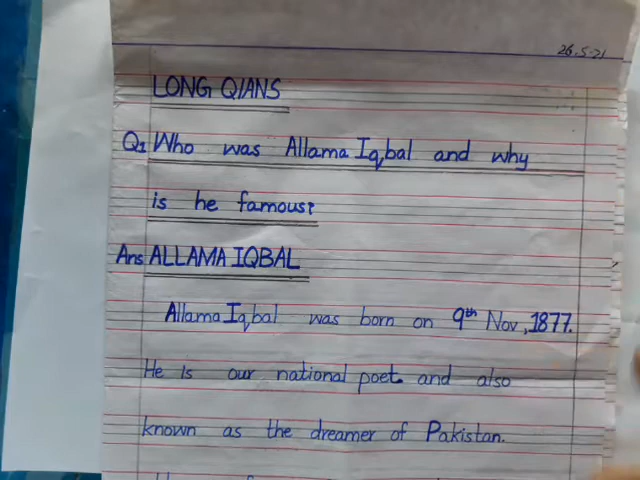 26.5.21
LONG Q/ANS
Q1 Who was Allama Iqbal and why
is he famous?
Ans ALLAMA IQBAL
Allama Iqbal was born on 9th Nov, 1877.
He is our national poet and also
known as the dreamer of Pakistan.